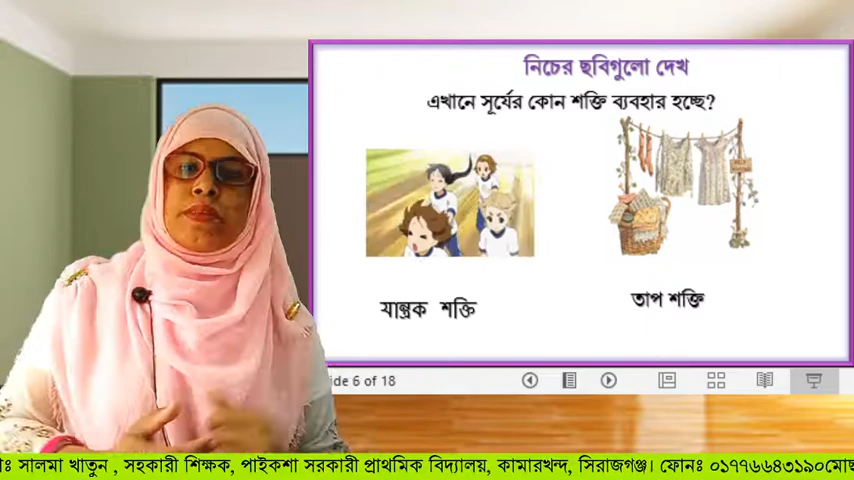 নিচের ছবিগুলো দেখ
এখানে সূর্যের কোন শক্তি ব্যবহার হচ্ছে?
যান্ত্রক শক্তি
তাপ শক্তি
ide 6 of 18
ঃ সালমা খাতুন , সহকারী শিক্ষক, পাইকশা সরকারী প্রাথমিক বিদ্যালয়, কামারখন্দ, সিরাজগঞ্জ। ফোনঃ ০১৭৭৬৬৪৩১৯০মোছ